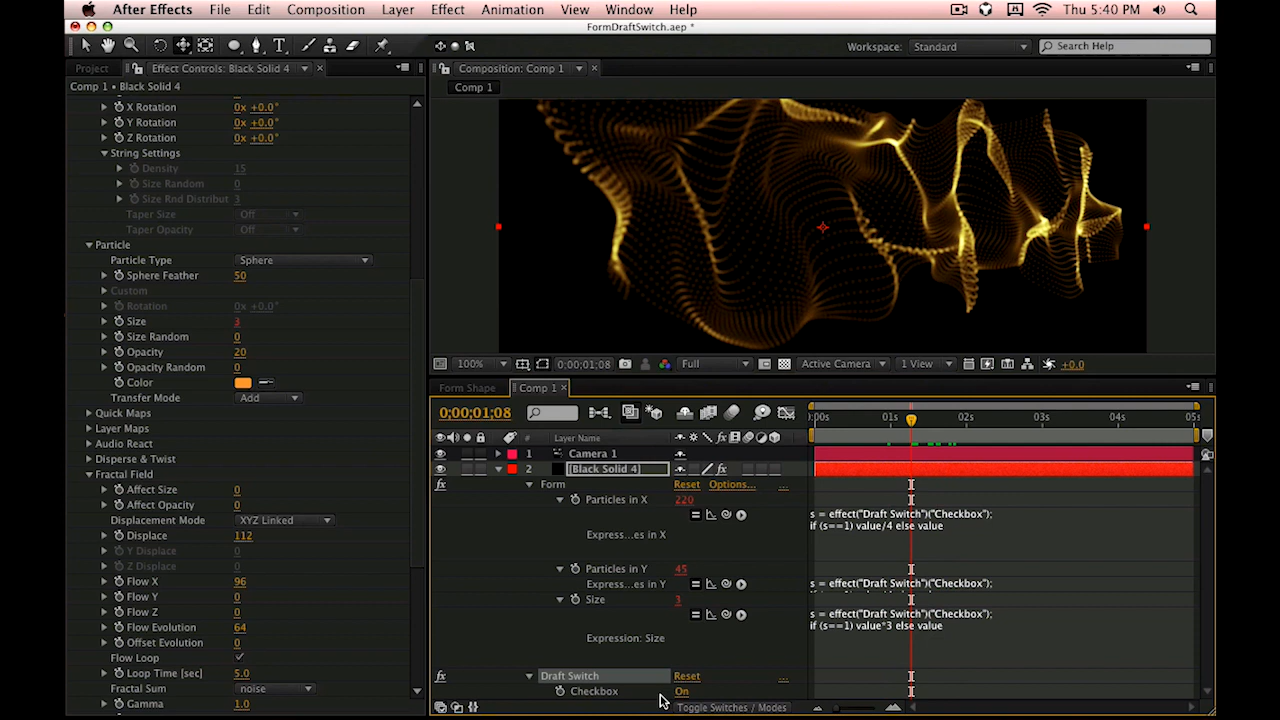 After Effects File Edit Composition Layer Effect Animation View Window Help Thu 5:40 PM
FormDraftSwitch.aep *
Workspace: Standard Search Help
Project Effect Controls: Black Solid 4
Comp 1 • Black Solid 4
X Rotation 0x +0.0°
Y Rotation 0x +0.0°
Z Rotation 0x +0.0°
String Settings
Density 15
Size Random 0
Size Rnd Distribut 3
Taper Size Off
Taper Opacity Off
Particle
Particle Type Sphere
Sphere Feather 50
Custom
Rotation 0x +0.0°
Size 3
Size Random 0
Opacity 20
Opacity Random 0
Color
Transfer Mode Add
Quick Maps
Layer Maps
Audio React
Disperse & Twist
Fractal Field
Affect Size 0
Affect Opacity 0
Displacement Mode XYZ Linked
Displace 112
Y Displace 0
Z Displace 0
Flow X 96
Flow Y 0
Flow Z 0
Flow Evolution 64
Offset Evolution 0
Flow Loop
Loop Time [sec] 5.0
Fractal Sum noise
Gamma 1.0
Composition: Comp 1
Comp 1
100% 0;00;01;08 Full Active Camera 1 View +0.0
Form Shape Comp 1
0;00;01;08 :00s 01s 02s 03s 04s 05s
# Layer Name fx
1 Camera 1
2 [Black Solid 4] fx
fx Form Reset Options... ...
Particles in X 220
s = effect("Draft Switch")("Checkbox");
if (s==1) value/4 else value
Express...es in X
Particles in Y 45
Express...es in Y s = effect("Draft Switch")("Checkbox");
Size 3
s = effect("Draft Switch")("Checkbox");
if (s==1) value*3 else value
Expression: Size
fx Draft Switch Reset ...
Checkbox On
Toggle Switches / Modes